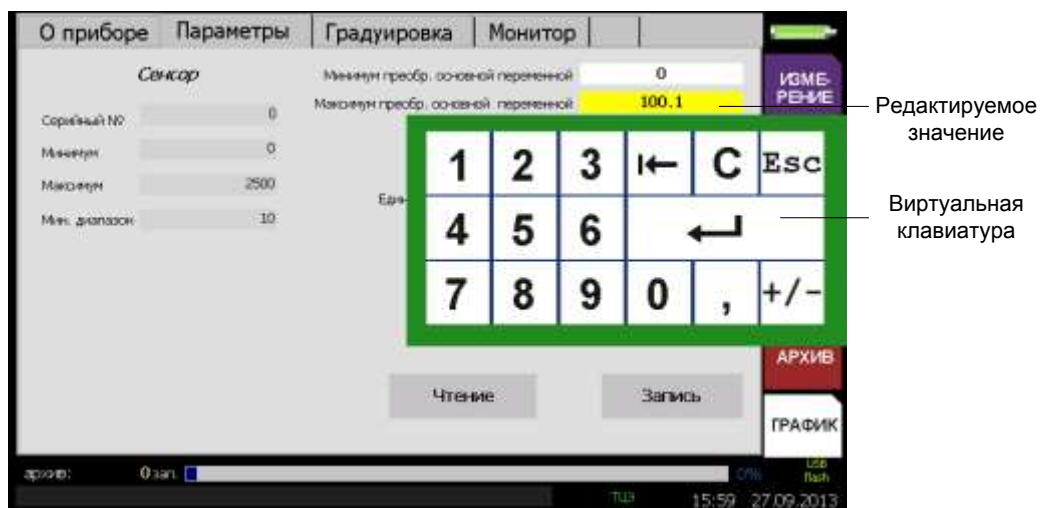 О приборе Параметры Градуировка Монитор
Сенсор
Серийный № 0
Минимум 0
Максимум 2500
Мин. диапазон 10
Минимум преобр. основной переменной 0
Максимум преобр. основной переменной 100.1
Един
1 2 3 C Esc
4 5 6
7 8 9 0 , +/-
Чтение Запись
ИЗМЕ-
РЕНИЕ
АРХИВ
ГРАФИК
архив: 0 зап. 0% USB
flash
ТЦЭ 15:59 27.09.2013
Редактируемое
значение
Виртуальная
клавиатура